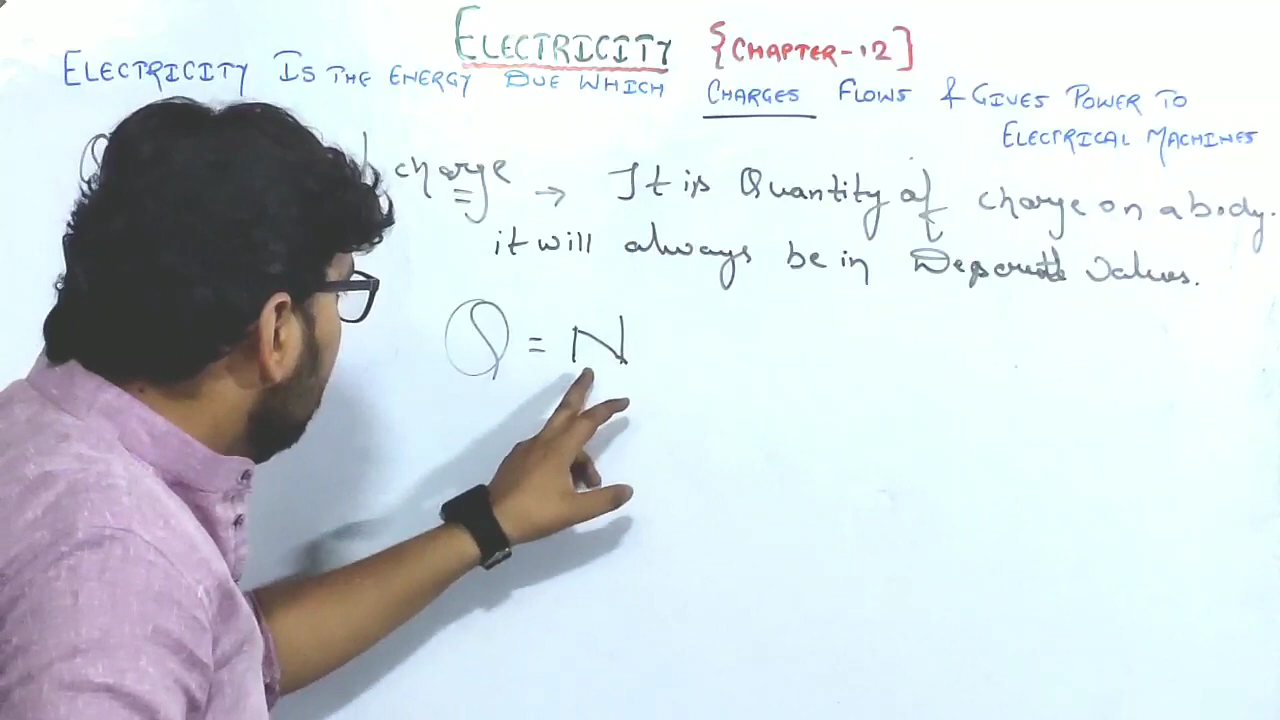 ELECTRICITY {CHAPTER-12}
ELECTRICITY IS THE ENERGY DUE WHICH CHARGES FLOWS & GIVES POWER TO
ELECTRICAL MACHINES
charge → It is Quantity of charge on a body.
it will always be in values.
Q = N